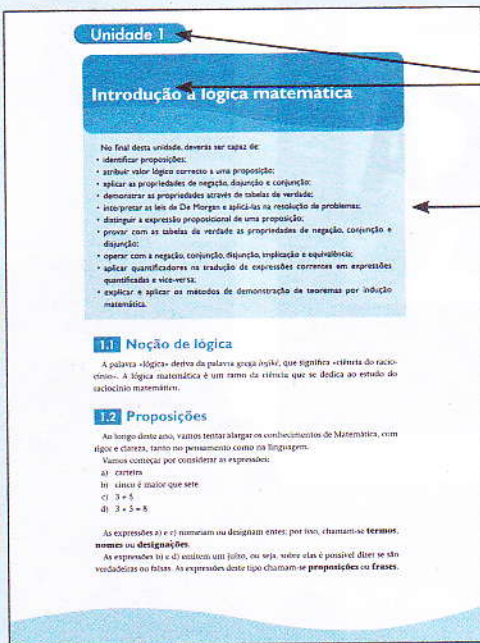 Unidade 1
Introdução à lógica matemática
No final desta unidade, deverás ser capaz de:
• identificar proposições;
• atribuir valor lógico correcto a uma proposição;
• aplicar as propriedades de negação, disjunção e conjunção;
• demonstrar as propriedades através de tabelas de verdade;
• interpretar as leis de De Morgan e aplicá-las na resolução de problemas;
• distinguir a expressão proposicional de uma proposição;
• provar com as tabelas de verdade as propriedades de negação, conjunção e
disjunção;
• operar com a negação, conjunção, disjunção, implicação e equivalência;
• aplicar quantificadores na tradução de expressões correntes em expressões
quantificadas e vice-versa;
• explicar e aplicar os métodos de demonstração de teoremas por indução
matemática.
1.1 Noção de lógica
A palavra «lógica» deriva da palavra grega logiké, que significa «ciência do racio-
cínio». A lógica matemática é um ramo da ciência que se dedica ao estudo do
raciocínio matemático.
1.2 Proposições
Ao longo deste ano, vamos tentar alargar os conhecimentos de Matemática, com
rigor e clareza, tanto no pensamento como na linguagem.
Vamos começar por considerar as expressões:
a) carteira
b) cinco é maior que sete
c) 3 + 5
d) 3 + 5 = 8
As expressões a) e c) nomeiam ou designam entes; por isso, chamam-se termos,
nomes ou designações.
As expressões b) e d) emitem um juízo, ou seja, sobre elas é possível dizer se são
verdadeiras ou falsas. As expressões deste tipo chamam-se proposições ou frases.